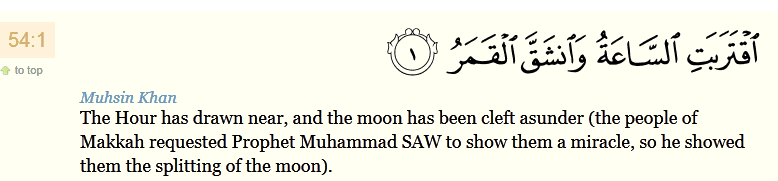 54:1
ٱقْتَرَبَتِ ٱلسَّاعَةُ وَٱنشَقَّ ٱلْقَمَرُ ١
to top
Muhsin Khan
The Hour has drawn near, and the moon has been cleft asunder (the people of
Makkah requested Prophet Muhammad SAW to show them a miracle, so he showed
them the splitting of the moon).